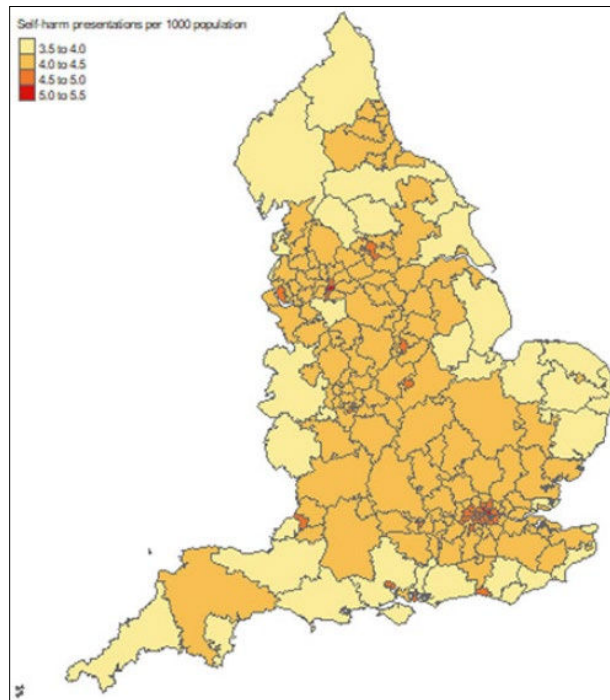 Self-harm presentations per 1000 population
3.5 to 4.0
4.0 to 4.5
4.5 to 5.0
5.0 to 5.5